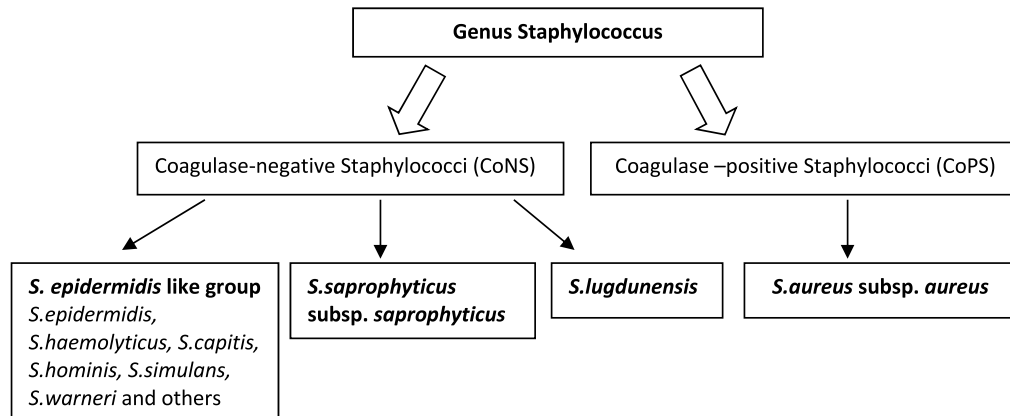 Genus Staphylococcus
Coagulase-negative Staphylococci (CoNS)
Coagulase –positive Staphylococci (CoPS)
S. epidermidis like group
S.epidermidis,
S.haemolyticus, S.capitis,
S.hominis, S.simulans,
S.warneri and others
S.saprophyticus
subsp. saprophyticus
S.lugdunensis
S.aureus subsp. aureus